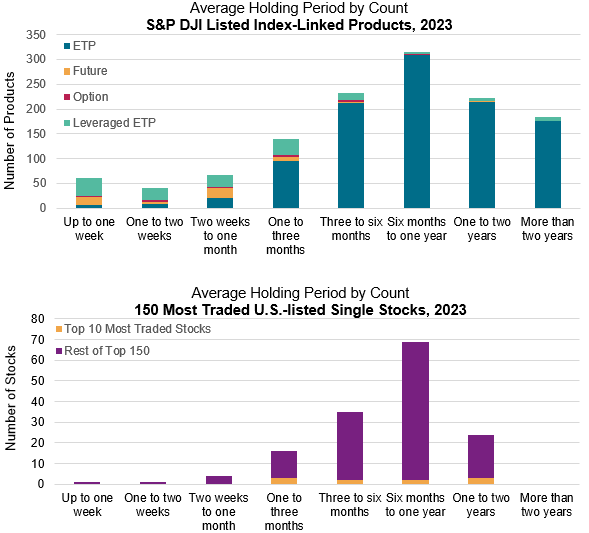 Average Holding Period by Count
S&P DJI Listed Index-Linked Products, 2023
350
300
250
200
150
100
50
0
Number of Products
ETP
Future
Option
Leveraged ETP
Up to one
week
One to two
weeks
Two weeks
to one
month
One to
three
months
Three to six
months
Six months
to one year
One to two
years
More than
two years
Average Holding Period by Count
150 Most Traded U.S.-listed Single Stocks, 2023
80
70
60
50
40
30
20
10
0
Number of Stocks
Top 10 Most Traded Stocks
Rest of Top 150
Up to one
week
One to two
weeks
Two weeks
to one
month
One to
three
months
Three to six
months
Six months
to one year
One to two
years
More than
two years